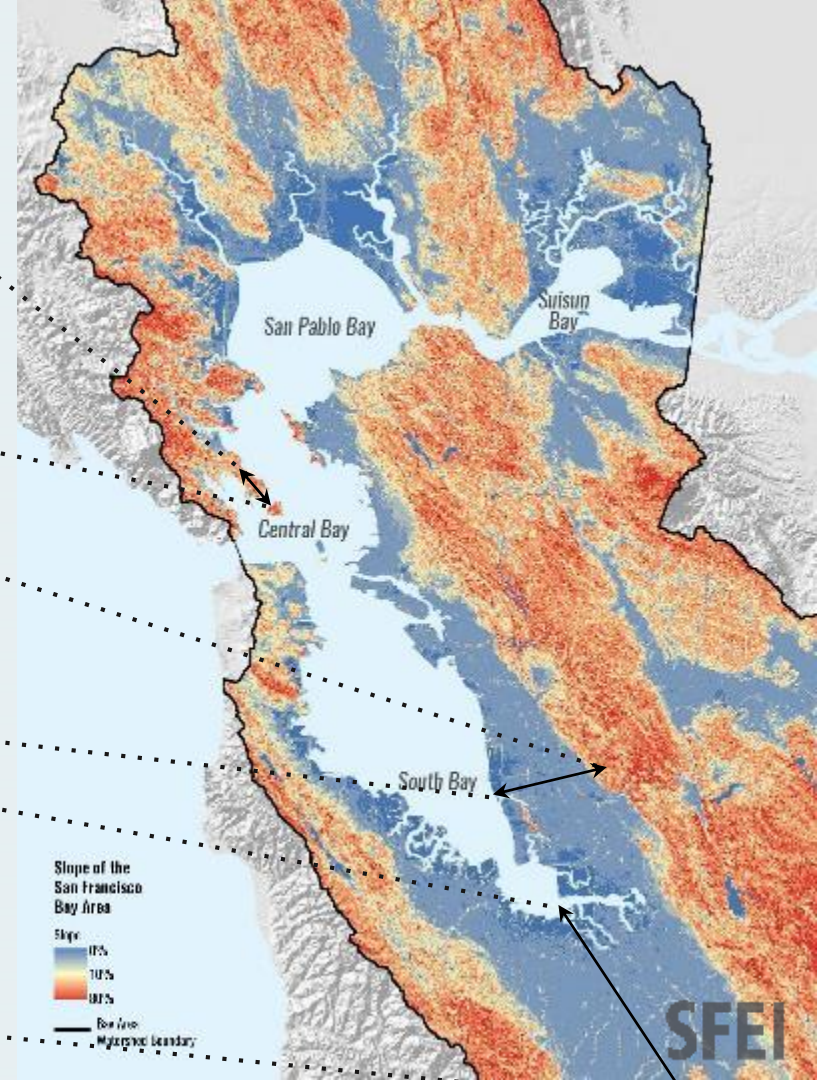 San Pablo Bay
Suisun
Bay
Central Bay
South Bay
Slope of the
San Francisco
Bay Area
Slope
0%
10%
80%
Bay Area
Watershed Boundary
SFEI